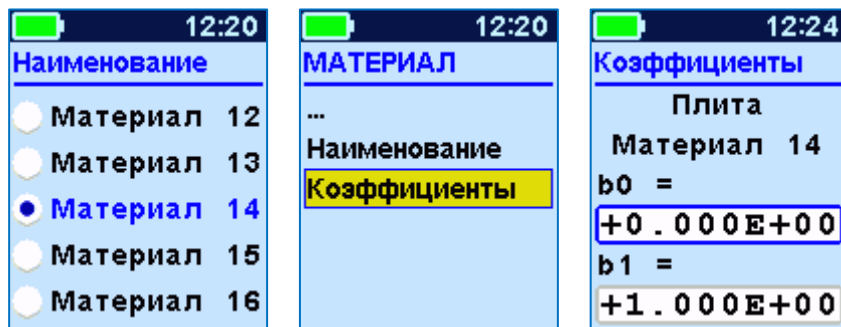 12:20
Наименование
Материал 12
Материал 13
Материал 14
Материал 15
Материал 16
12:20
МАТЕРИАЛ
...
Наименование
Коэффициенты
12:24
Коэффициенты
Плита
Материал 14
b0 =
+0.000E+00
b1 =
+1.000E+00